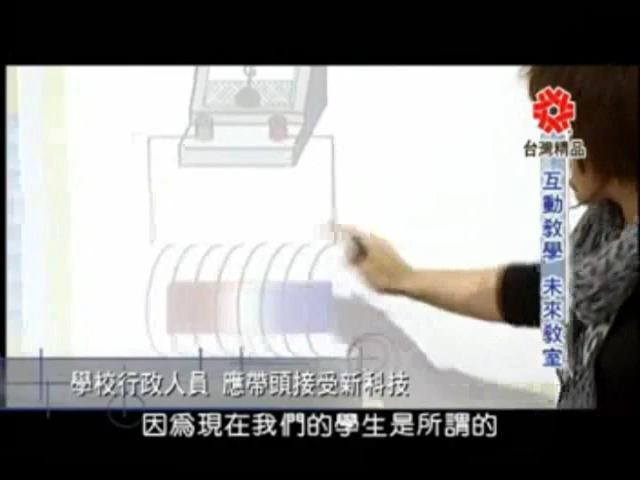 台灣精品
互動教學 未來教室
學校行政人員 應帶頭接受新科技
因為現在我們的學生是所謂的